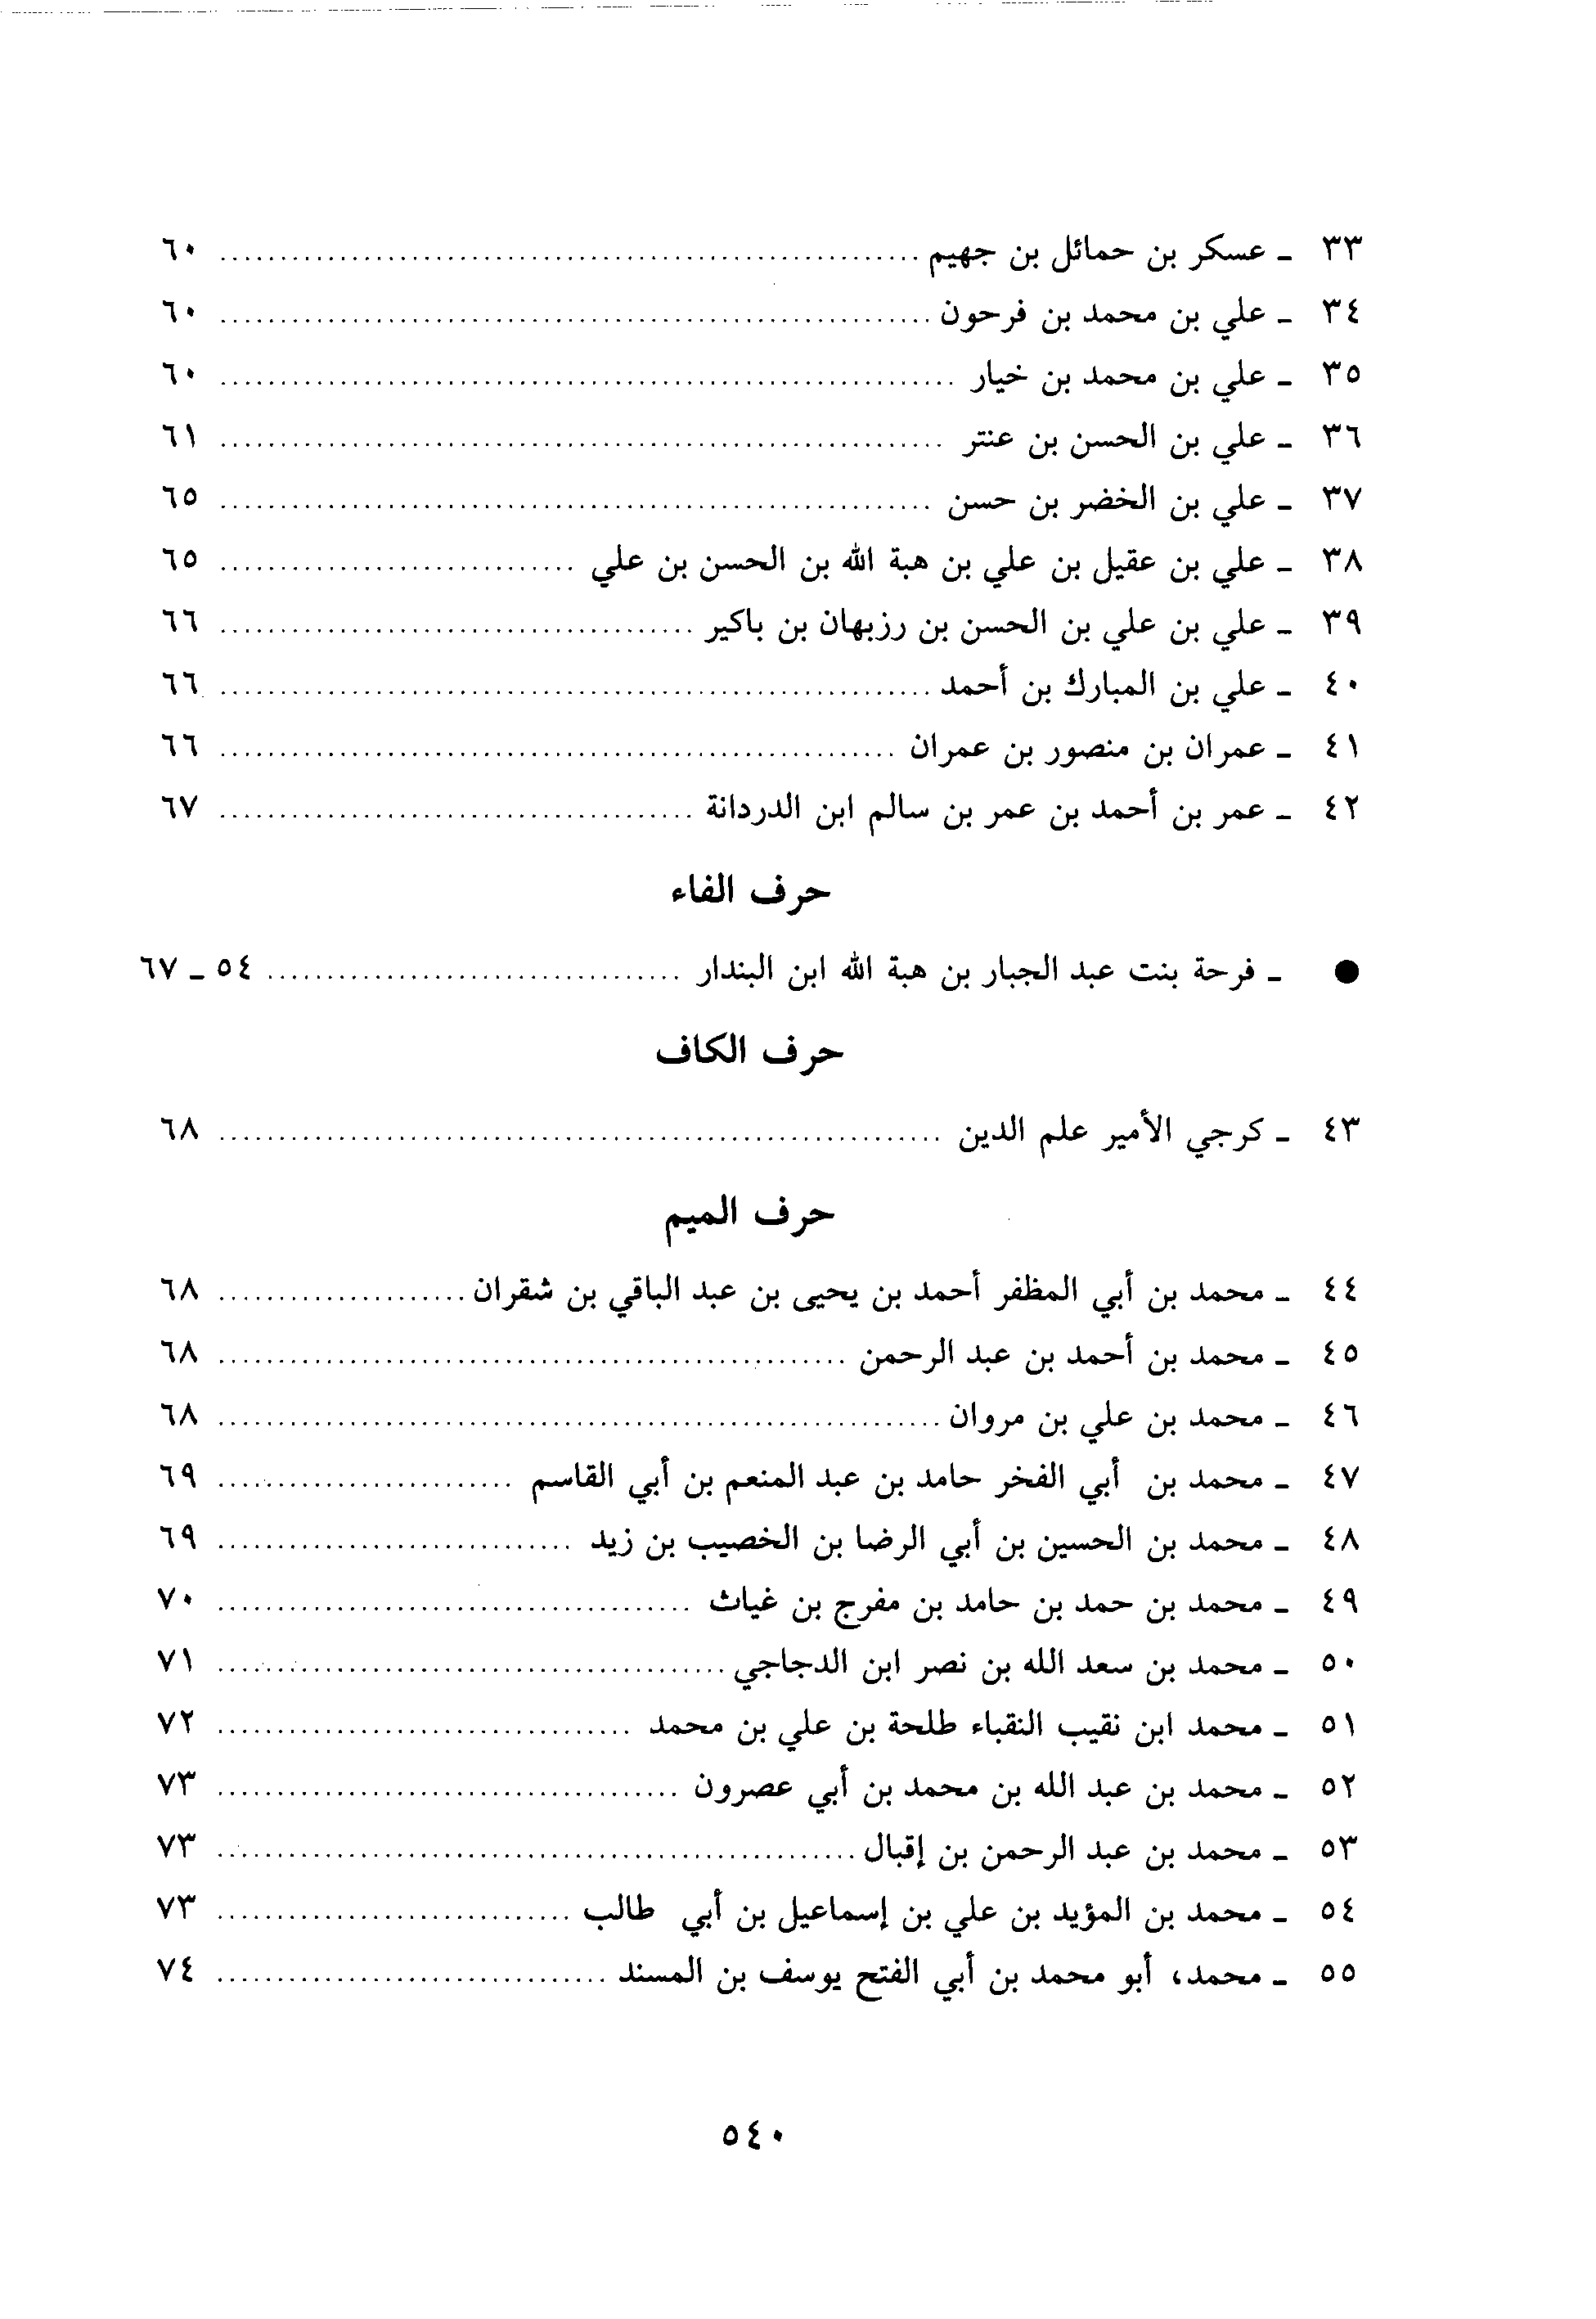 ٣٣ - عسكر بن حمائل بن جهيم ........ ٦٠
٣٤ - علي بن محمد بن فرحون ........ ٦٠
٣٥ - علي بن محمد بن خيار ........ ٦٠
٣٦ - علي بن الحسن بن عنتر ........ ٦١
٣٧ - علي بن الخضر بن حسن ........ ٦٥
٣٨ - علي بن عقيل بن علي بن هبة الله بن الحسن بن علي ........ ٦٥
٣٩ - علي بن علي بن الحسن بن رزبهان بن باكير ........ ٦٦
٤٠ - علي بن المبارك بن أحمد ........ ٦٦
٤١ - عمران بن منصور بن عمران ........ ٦٦
٤٢ - عمر بن أحمد بن عمر بن سالم ابن الدردانة ........ ٦٧
حرف الفاء
● - فرحة بنت عبد الجبار بن هبة الله ابن البندار ........ ٥٤ - ٦٧
حرف الكاف
٤٣ - كرجي الأمير علم الدين ........ ٦٨
حرف الميم
٤٤ - محمد بن أبي المظفر أحمد بن يحيى بن عبد الباقي بن شقران ........ ٦٨
٤٥ - محمد بن أحمد بن عبد الرحمن ........ ٦٨
٤٦ - محمد بن علي بن مروان ........ ٦٨
٤٧ - محمد بن أبي الفخر حامد بن عبد المنعم بن أبي القاسم ........ ٦٩
٤٨ - محمد بن الحسين بن أبي الرضا بن الخصيب بن زيد ........ ٦٩
٤٩ - محمد بن حمد بن حامد بن مفرج بن غياث ........ ٧٠
٥٠ - محمد بن سعد الله بن نصر ابن الدجاجي ........ ٧١
٥١ - محمد ابن نقيب النقباء طلحة بن علي بن محمد ........ ٧٢
٥٢ - محمد بن عبد الله بن محمد بن أبي عصرون ........ ٧٣
٥٣ - محمد بن عبد الرحمن بن إقبال ........ ٧٣
٥٤ - محمد بن المؤيد بن علي بن إسماعيل بن أبي طالب ........ ٧٣
٥٥ - محمد، أبو محمد بن أبي الفتح يوسف بن المسند ........ ٧٤
٥٤٠